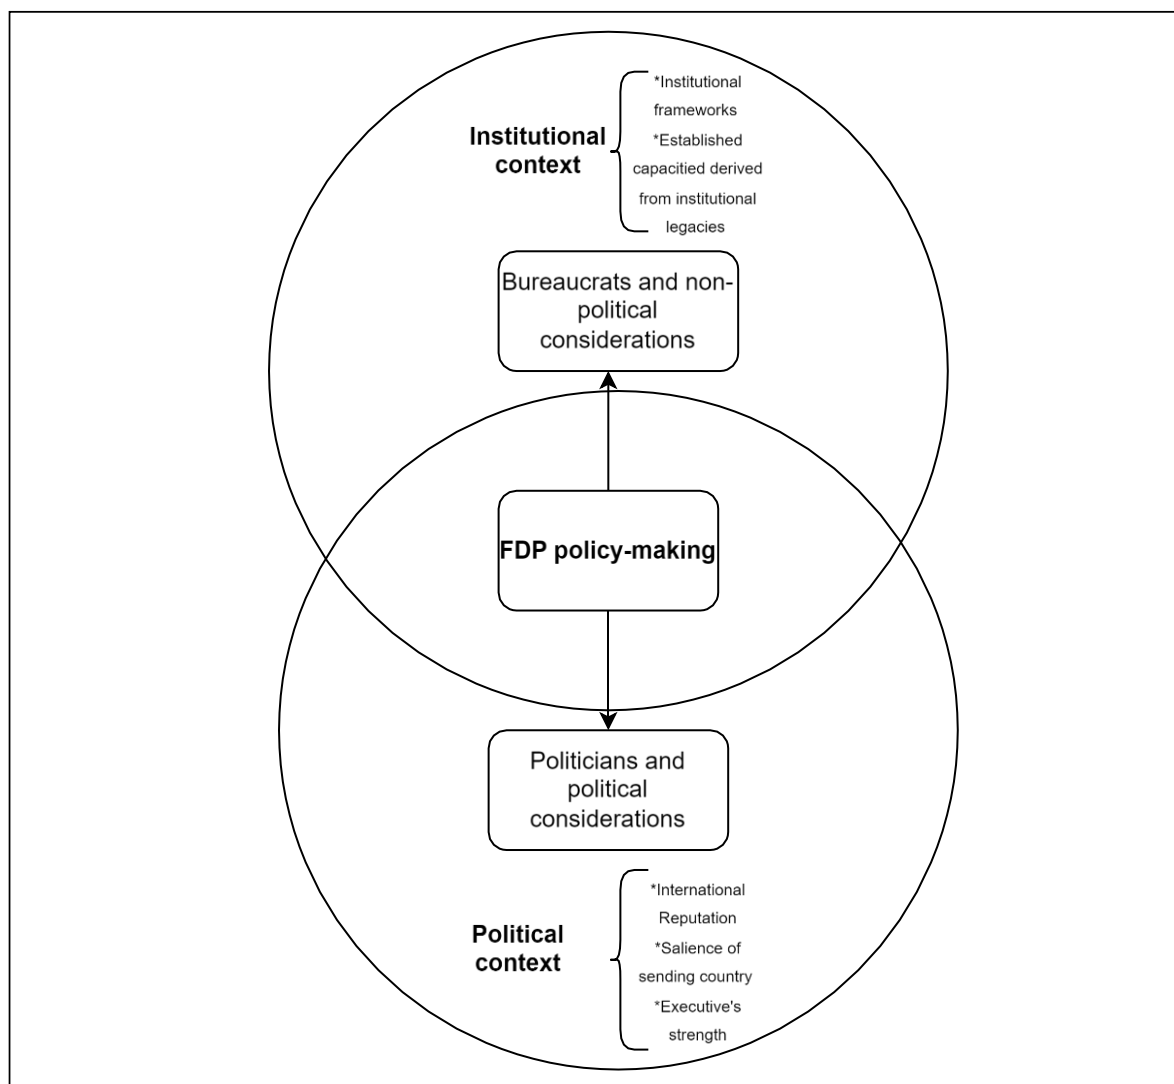 *Institutional
frameworks
Institutional
context
*Established
capacitied derived
from institutional
legacies
Bureaucrats and non-
political
considerations
FDP policy-making
Politicians and
political
considerations
Political
context
*International
Reputation
*Salience of
sending country
*Executive's
strength